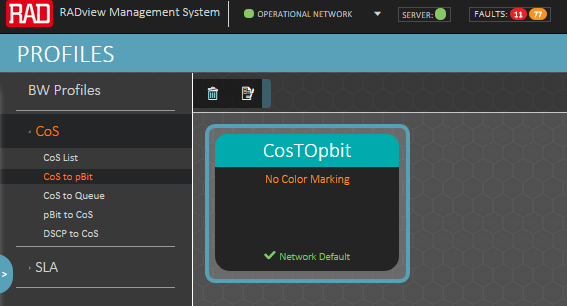 RAD RADview Management System OPERATIONAL NETWORK SERVER: FAULTS: 11 77
PROFILES
BW Profiles
CoS
CoS List
CoS to pBit
CoS to Queue
pBit to CoS
DSCP to CoS
SLA
>
CosTOpbit
No Color Marking
Network Default